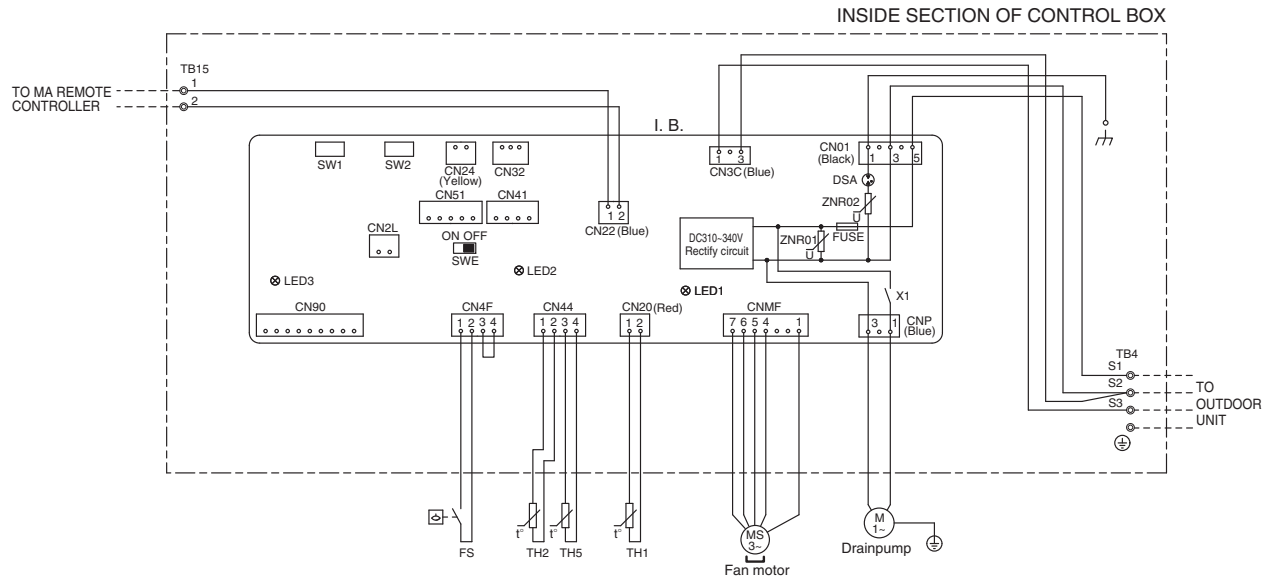 INSIDE SECTION OF CONTROL BOX
TB15
TO MA REMOTE
CONTROLLER
1
2
I. B.
SW1
SW2
CN24
(Yellow)
CN32
CN51
CN41
CN2L
ON OFF
SWE
1 2
CN22 (Blue)
1 3
CN3C (Blue)
CN01
(Black)
1 3 5
DSA
ZNR02
U
DC310~340V
Rectify circuit
ZNR01
U
FUSE
LED3
LED2
LED1
X1
CN90
CN4F
1 2 3 4
CN44
1 2 3 4
CN20 (Red)
1 2
CNMF
7 6 5 4 1
3 1
CNP
(Blue)
TB4
S1
S2
S3
TO
OUTDOOR
UNIT
FS
t°
TH2
t°
TH5
t°
TH1
MS
3~
Fan motor
M
1~
Drainpump